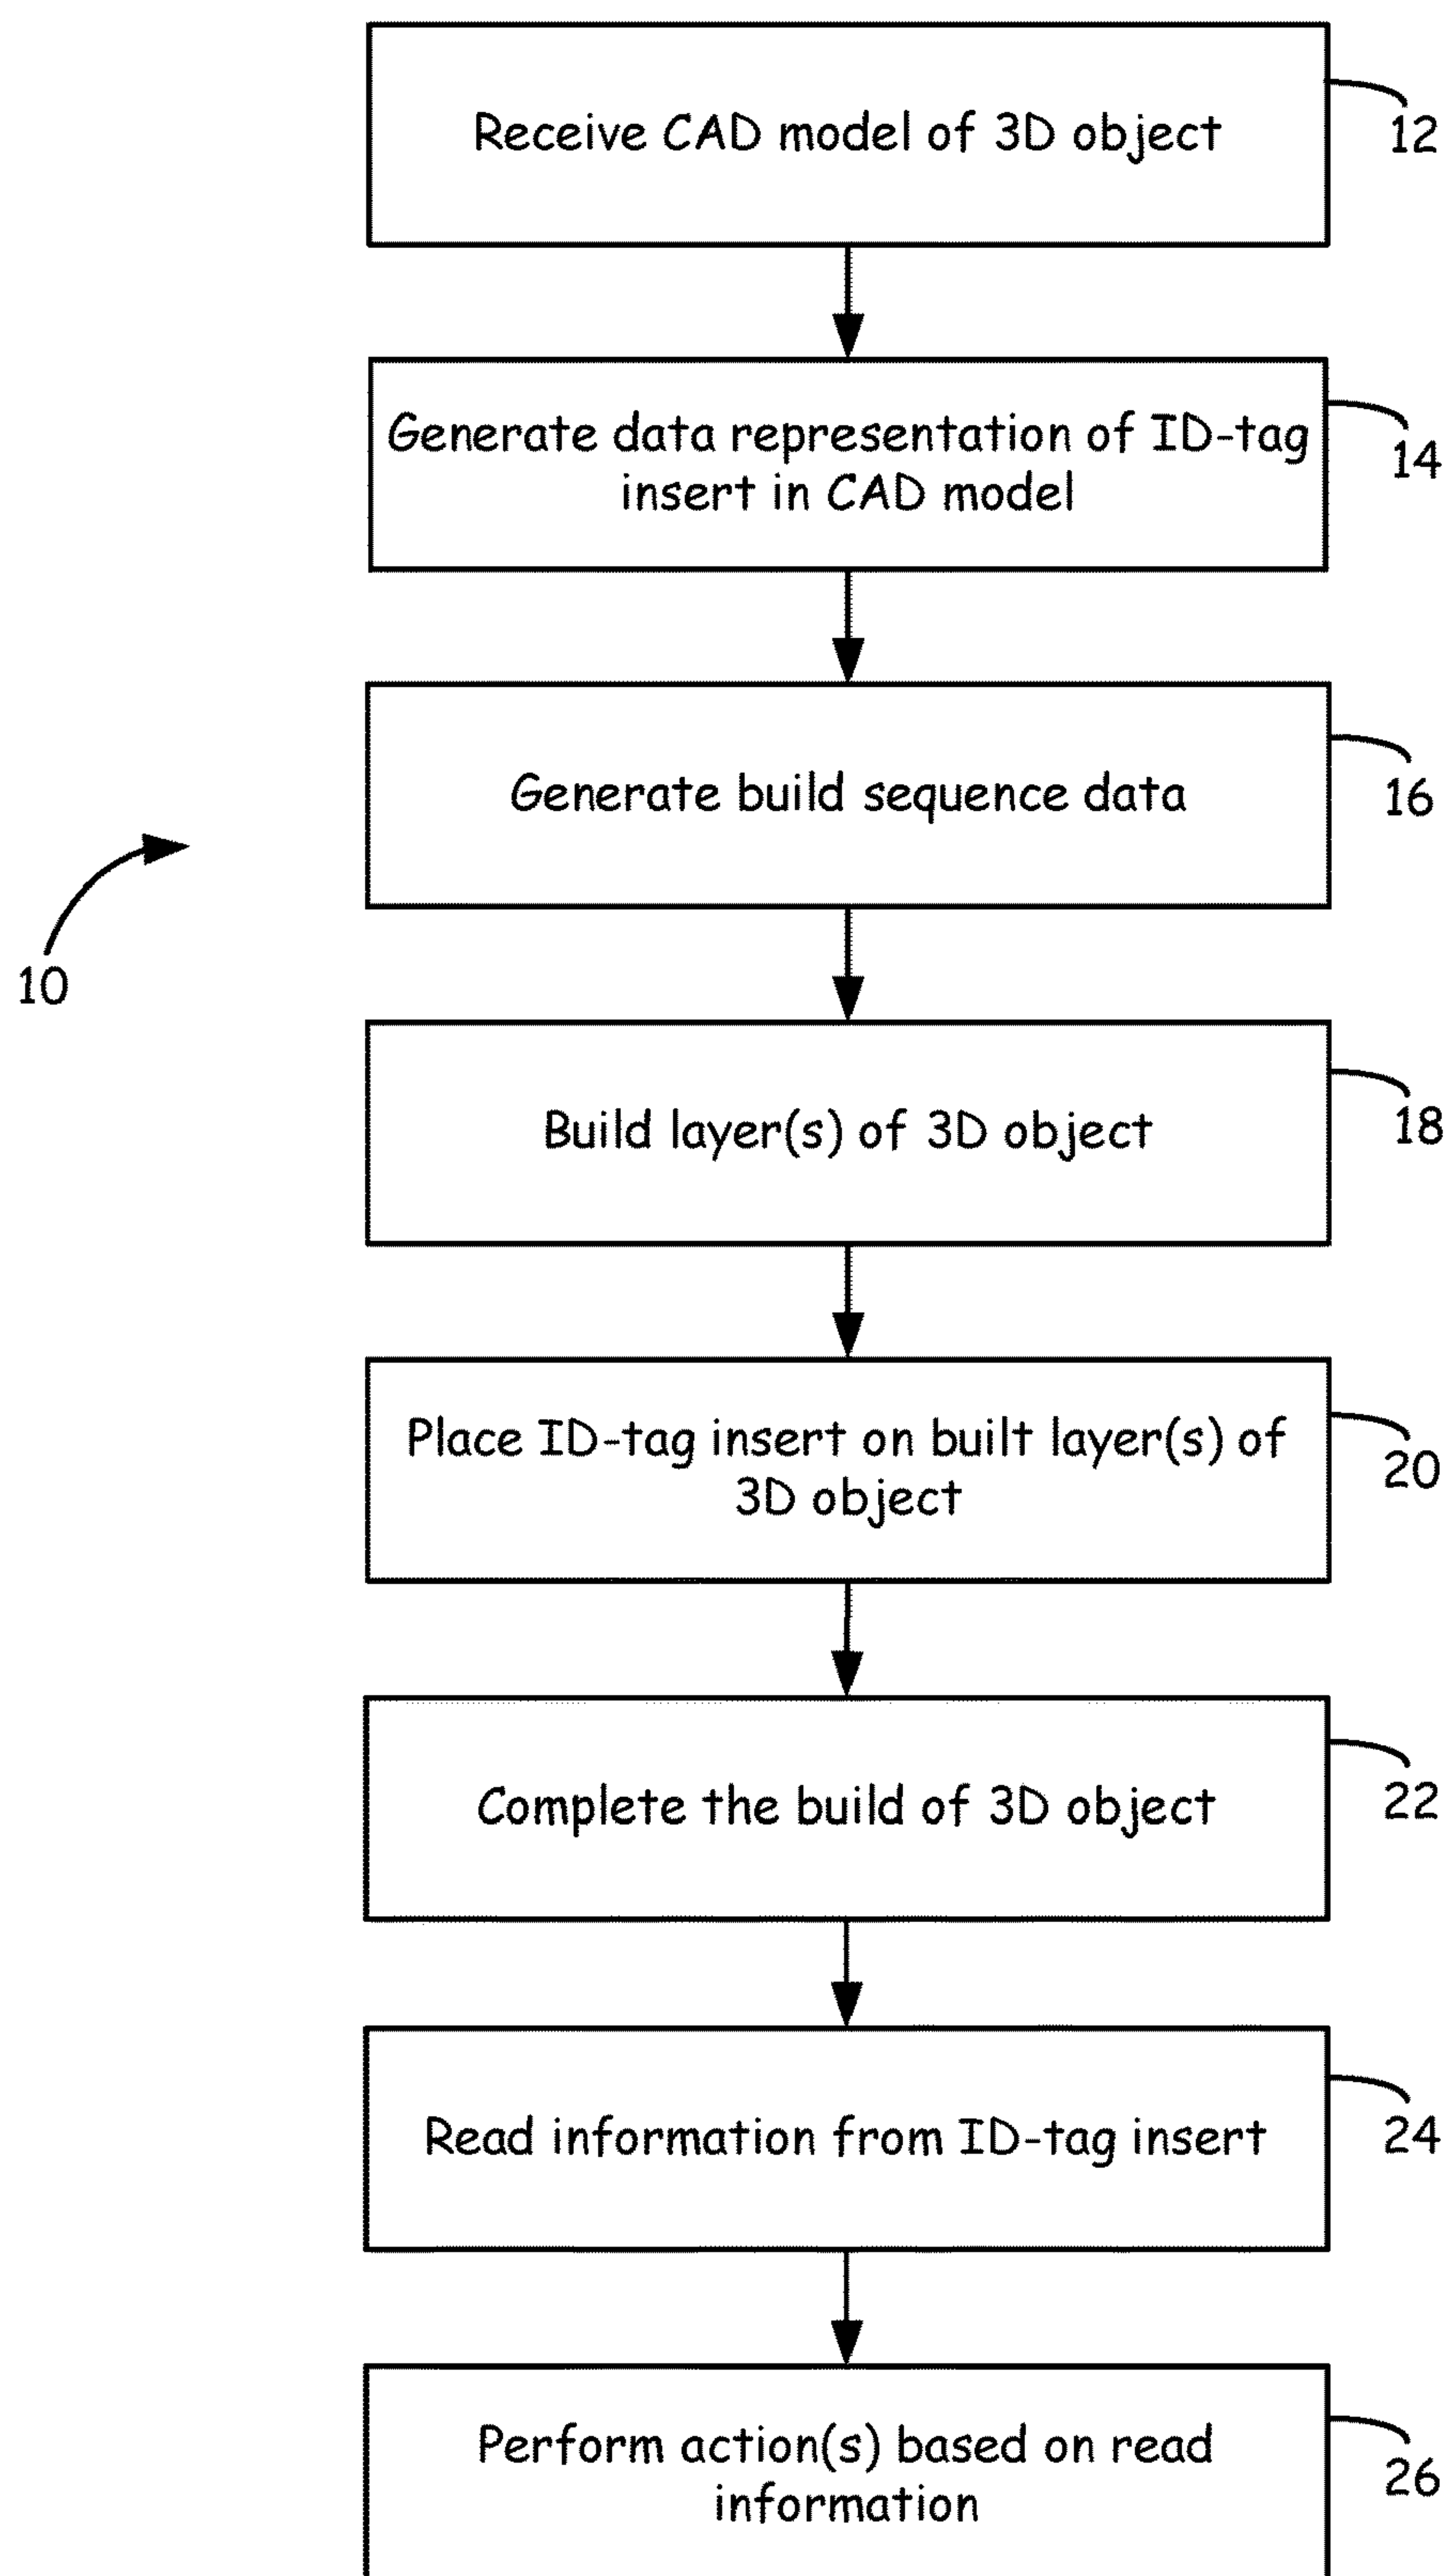 Receive CAD model of 3D object
12
Generate data representation of ID-tag
insert in CAD model
14
Generate build sequence data
16
10
Build layer(s) of 3D object
18
Place ID-tag insert on built layer(s) of
3D object
20
Complete the build of 3D object
22
Read information from ID-tag insert
24
Perform action(s) based on read
information
26